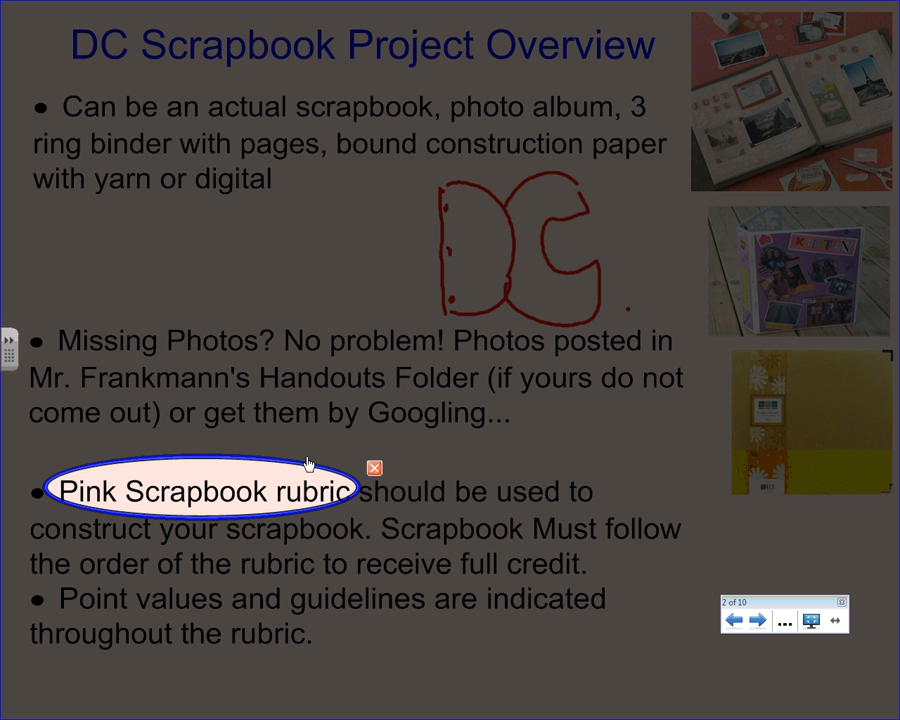 DC Scrapbook Project Overview
● Can be an actual scrapbook, photo album, 3
ring binder with pages, bound construction paper
with yarn or digital
DC.
● Missing Photos? No problem! Photos posted in
Mr. Frankmann's Handouts Folder (if yours do not
come out) or get them by Googling...
● Pink Scrapbook rubric should be used to
construct your scrapbook. Scrapbook Must follow
the order of the rubric to receive full credit.
● Point values and guidelines are indicated
throughout the rubric.
2 of 10
...